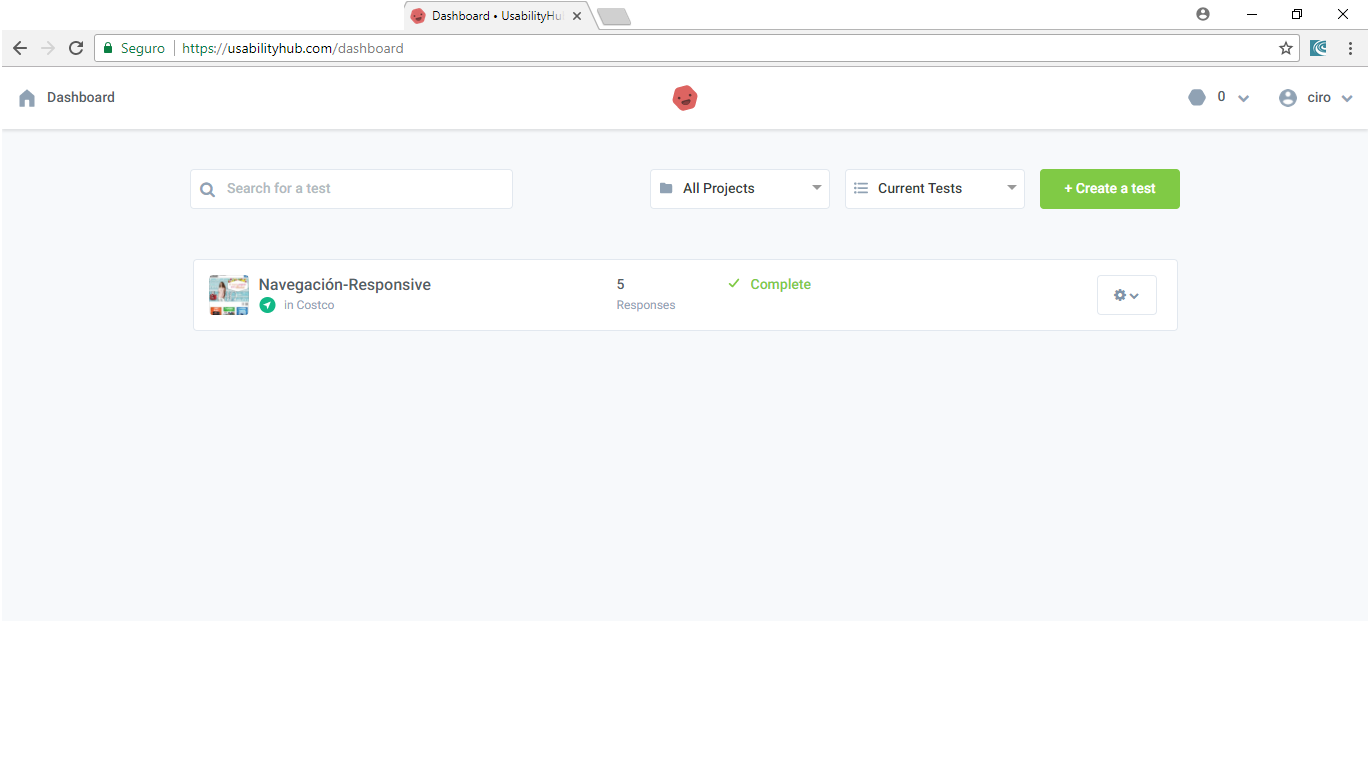 Dashboard • UsabilityHu
Seguro
https://usabilityhub.com/dashboard
Dashboard
0
ciro
Search for a test
All Projects
Current Tests
+ Create a test
Navegación-Responsive
in Costco
5
Responses
Complete